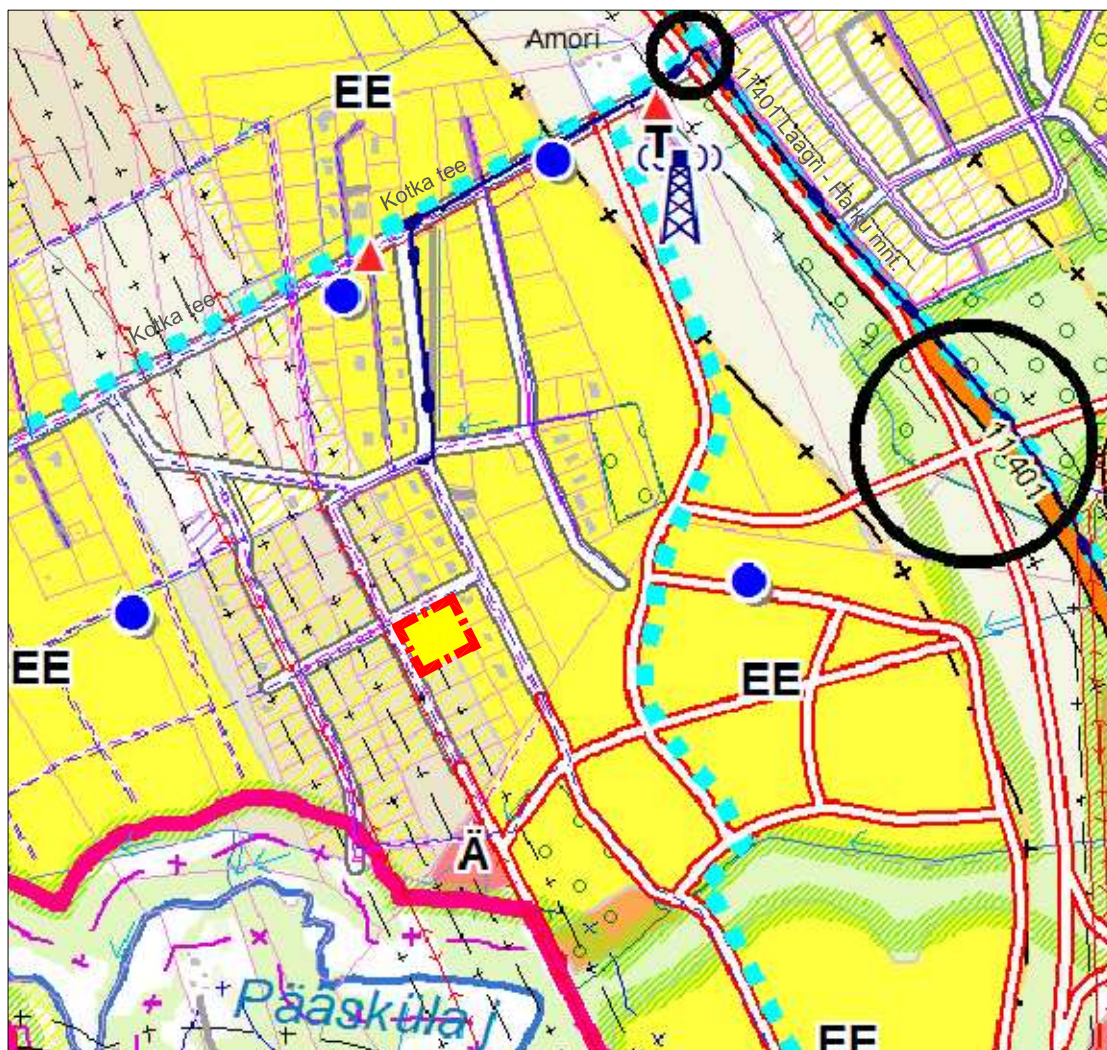 Amori
EE
T
11401 Laagri - Harku mnt.
Kotka tee
Kotka tee
11401
EE
EE
Ä
Pääsküla j
EE